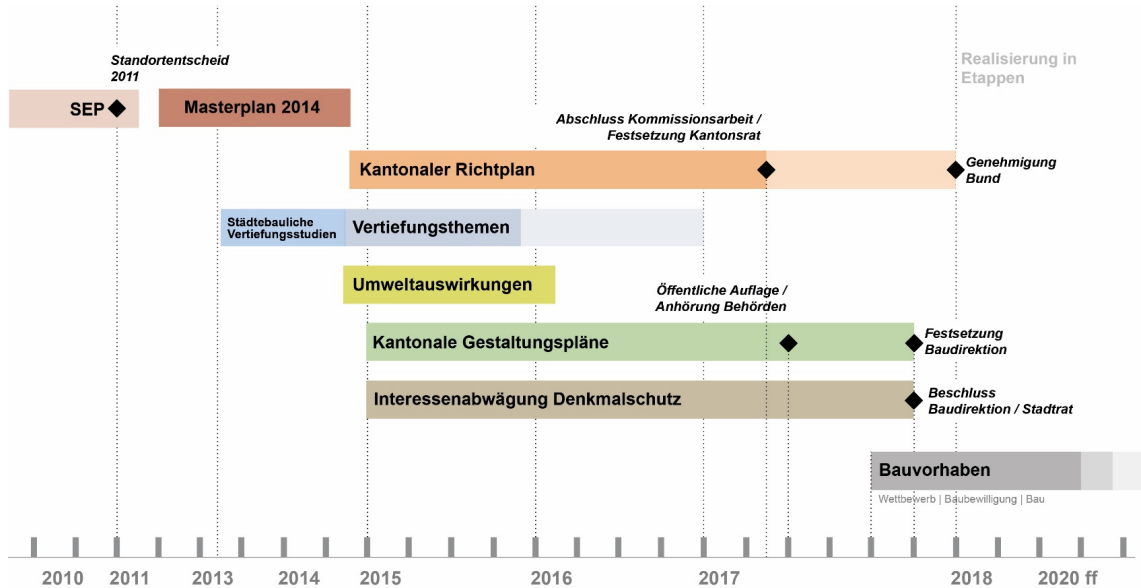 Standortentscheid
2011
Realisierung in
Etappen
SEP
Masterplan 2014
Abschluss Kommissionsarbeit /
Festsetzung Kantonsrat
Kantonaler Richtplan
Genehmigung
Bund
Städtebauliche
Vertiefungsstudien
Vertiefungsthemen
Umweltauswirkungen
Öffentliche Auflage /
Anhörung Behörden
Kantonale Gestaltungspläne
Festsetzung
Baudirektion
Interessenabwägung Denkmalschutz
Beschluss
Baudirektion / Stadtrat
Bauvorhaben
Wettbewerb | Baubewilligung | Bau
2010 2011 2013 2014 2015 2016 2017 2018 2020 ff